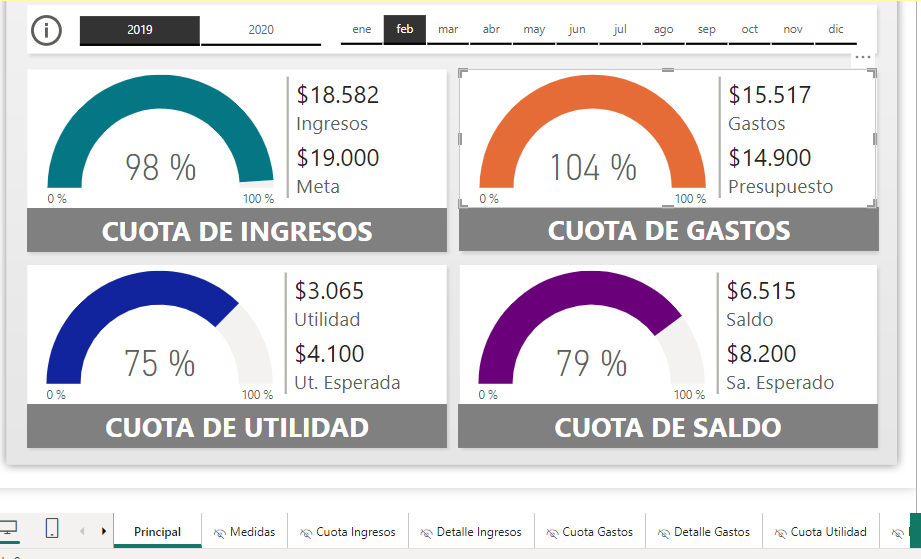 2019 2020 ene feb mar abr may jun jul ago sep oct nov dic
98 %
0 % 100 %
$18.582
Ingresos
$19.000
Meta
CUOTA DE INGRESOS
104 %
0 % 100 %
$15.517
Gastos
$14.900
Presupuesto
CUOTA DE GASTOS
75 %
0 % 100 %
$3.065
Utilidad
$4.100
Ut. Esperada
CUOTA DE UTILIDAD
79 %
0 % 100 %
$6.515
Saldo
$8.200
Sa. Esperado
CUOTA DE SALDO
Principal Medidas Cuota Ingresos Detalle Ingresos Cuota Gastos Detalle Gastos Cuota Utilidad